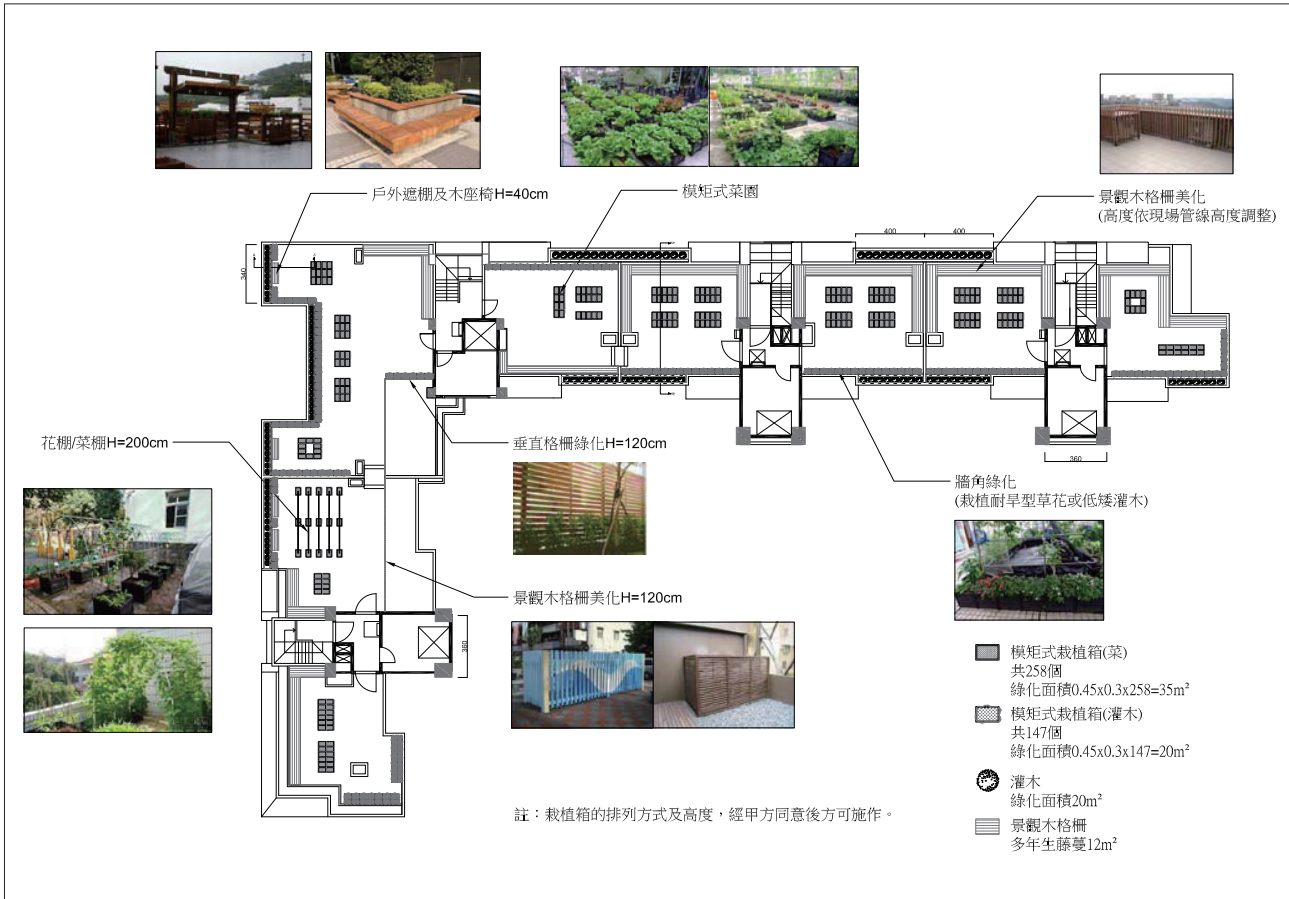 戶外遮棚及木座椅H=40cm
模矩式菜園
景觀木格柵美化
(高度依現場管線高度調整)
400
400
340
花棚/菜棚H=200cm
垂直格柵綠化H=120cm
360
牆角綠化
(栽植耐旱型草花或低矮灌木)
景觀木格柵美化H=120cm
360
模矩式栽植箱(菜)
共258個
綠化面積0.45x0.3x258=35m²
模矩式栽植箱(灌木)
共147個
綠化面積0.45x0.3x147=20m²
灌木
綠化面積20m²
景觀木格柵
多年生藤蔓12m²
註：栽植箱的排列方式及高度，經甲方同意後方可施作。